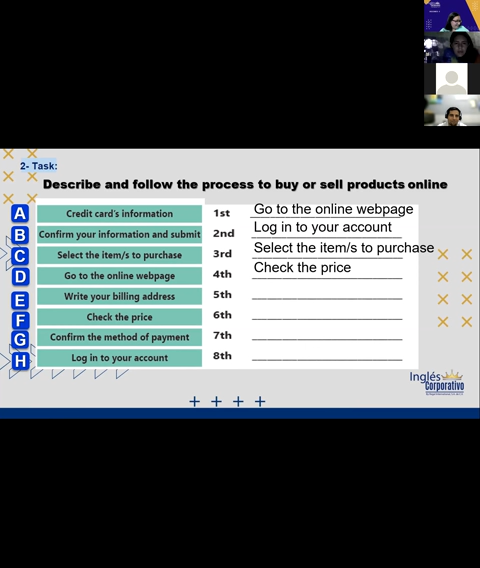 2- Task:
Describe and follow the process to buy or sell products online
A Credit card's information 1st Go to the online webpage
B Confirm your information and submit 2nd Log in to your account
C Select the item/s to purchase 3rd Select the item/s to purchase
D Go to the online webpage 4th Check the price
E Write your billing address 5th
F Check the price 6th
G Confirm the method of payment 7th
H Log in to your account 8th
Inglés
Corporativo